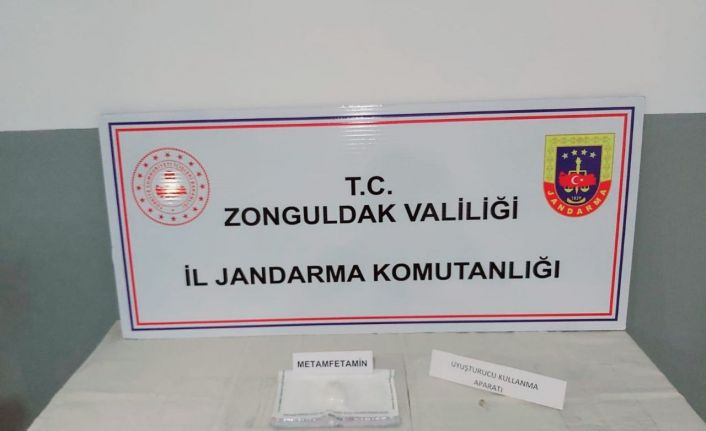 T.C.
ZONGULDAK VALİLİĞİ
İL JANDARMA KOMUTANLIĞI
JANDARMA
METAMFETAMİN
UYUŞTURUCU KULLANMA
APARATI